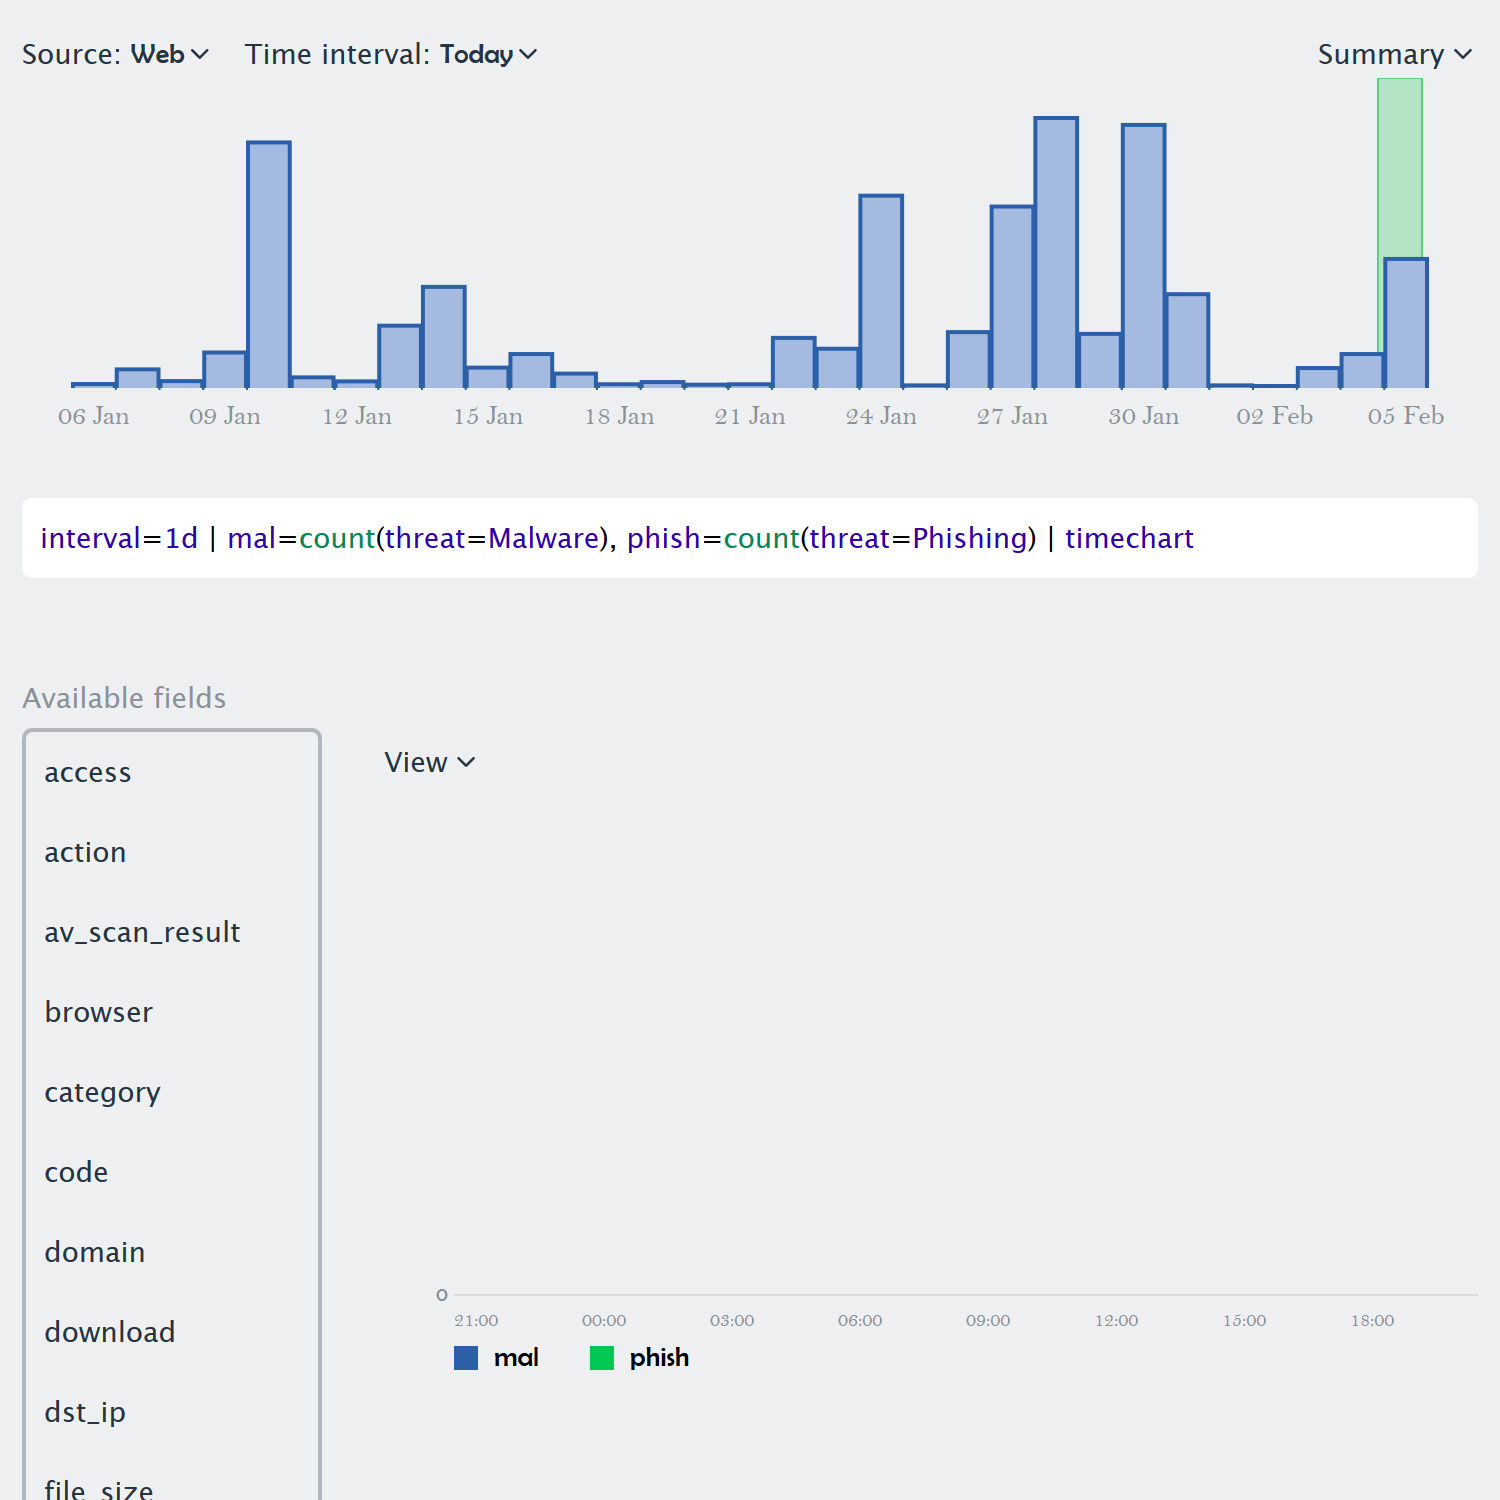 Source: Web Time interval: Today Summary
06 Jan 09 Jan 12 Jan 15 Jan 18 Jan 21 Jan 24 Jan 27 Jan 30 Jan 02 Feb 05 Feb
interval=1d | mal=count(threat=Malware), phish=count(threat=Phishing) | timechart
Available fields
access
View
action
av_scan_result
browser
category
code
domain
0
21:00 00:00 03:00 06:00 09:00 12:00 15:00 18:00
download
mal phish
dst_ip
file_size